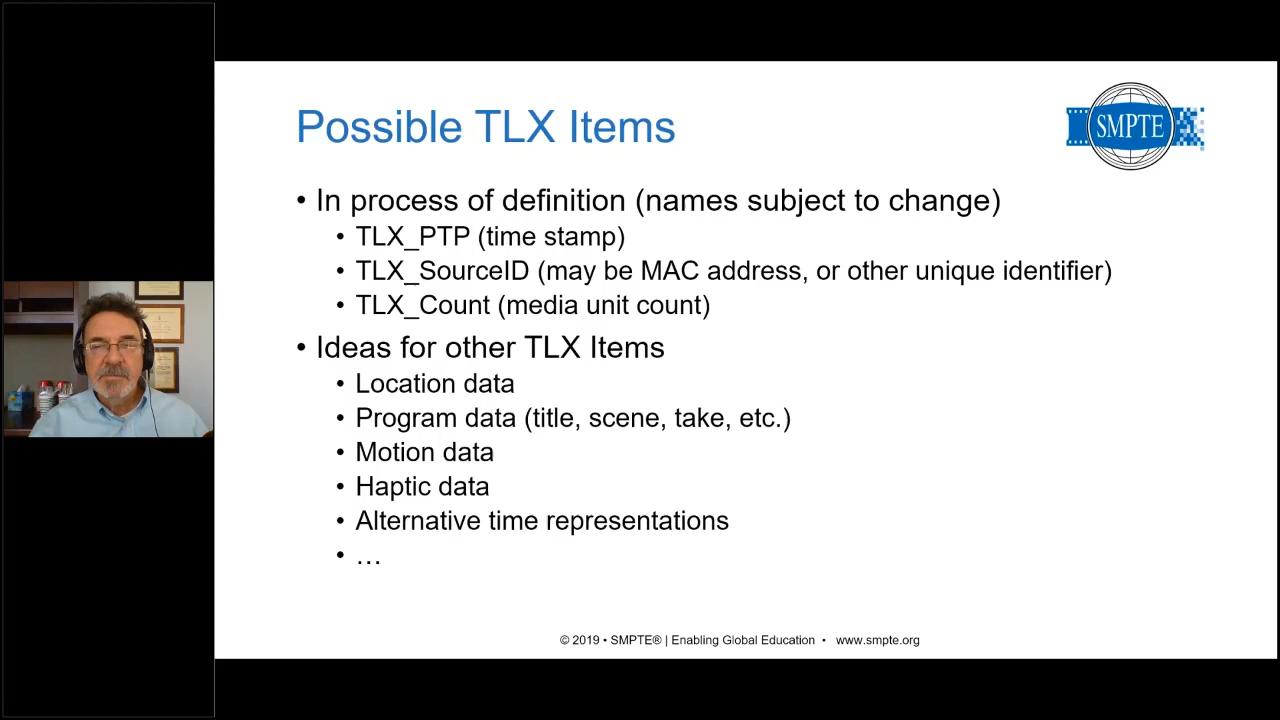 Possible TLX Items
SMPTE
• In process of definition (names subject to change)
• TLX_PTP (time stamp)
• TLX_SourceID (may be MAC address, or other unique identifier)
• TLX_Count (media unit count)
• Ideas for other TLX Items
• Location data
• Program data (title, scene, take, etc.)
• Motion data
• Haptic data
• Alternative time representations
• …
© 2019 • SMPTE® | Enabling Global Education • www.smpte.org